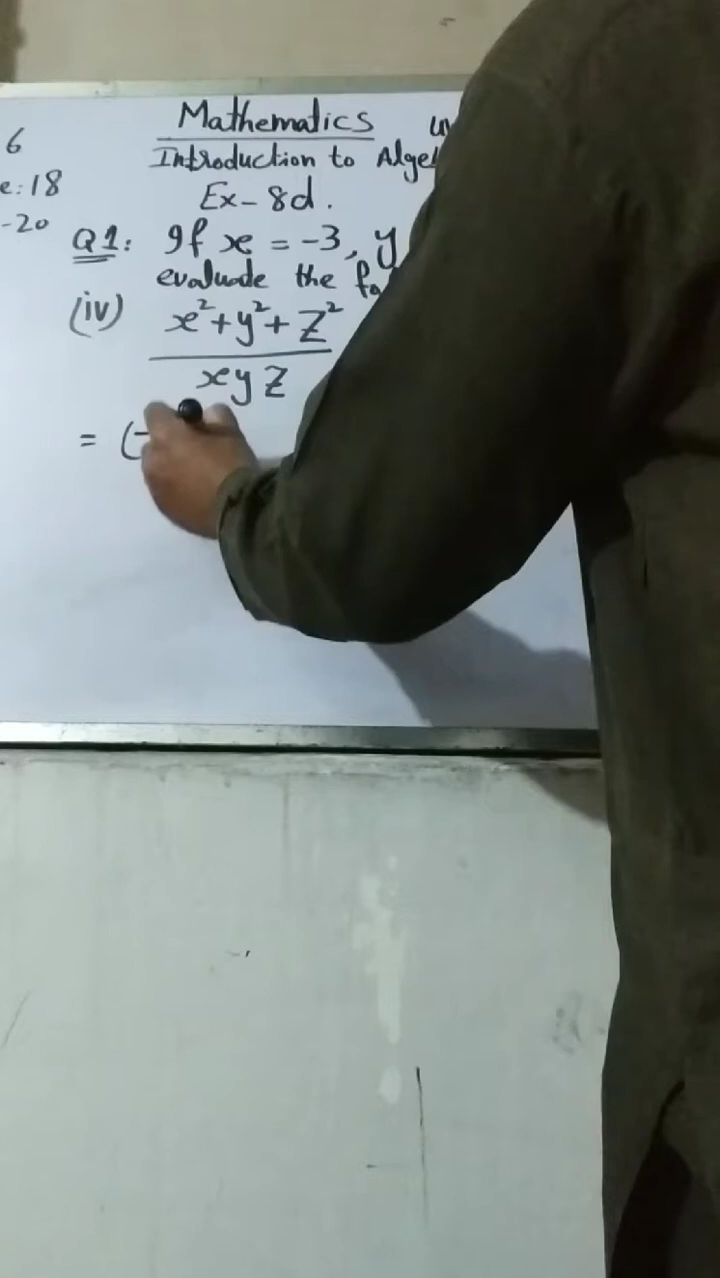 6
e:18
-20
Mathematics
Introduction to Alge
Ex- 8d.
Q1: If x = -3, y
evaluate the fo
(iv) x²+y²+z²
xyz
= (-